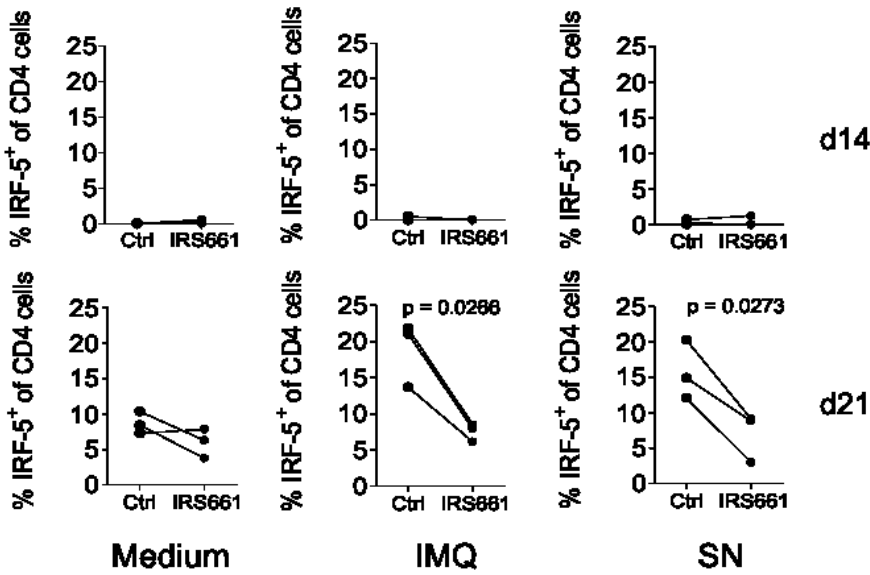 % IRF-5+ of CD4 cells
25
20
15
10
5
0
Ctrl IRS661
% IRF-5+ of CD4 cells
25
20
15
10
5
0
Ctrl IRS661
% IRF-5+ of CD4 cells
25
20
15
10
5
0
Ctrl IRS661
d14
% IRF-5+ of CD4 cells
25
20
15
10
5
0
Ctrl IRS661
% IRF-5+ of CD4 cells
25
20
15
10
5
0
p = 0.0266
Ctrl IRS661
% IRF-5+ of CD4 cells
25
20
15
10
5
0
p = 0.0273
Ctrl IRS661
d21
Medium
IMQ
SN